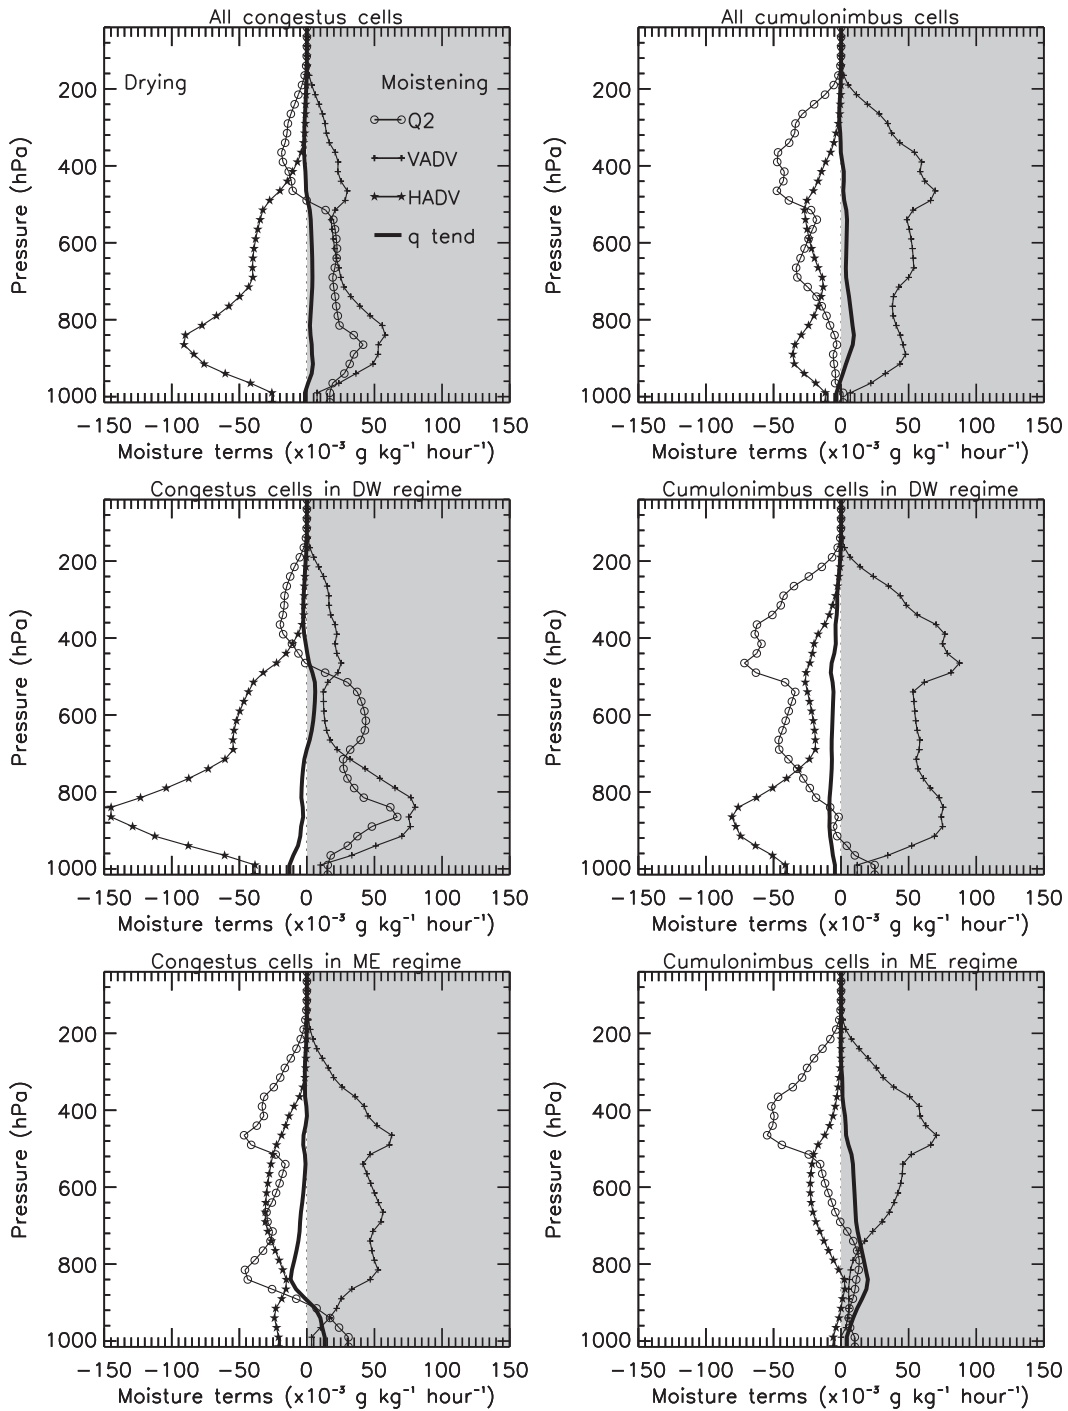 All congestus cells
Drying
Moistening
Q2
VADV
HADV
q tend
200
400
600
800
1000
Pressure (hPa)
−150 −100 −50 0 50 100 150
Moisture terms (x10⁻³ g kg⁻¹ hour⁻¹)
All cumulonimbus cells
200
400
600
800
1000
Pressure (hPa)
−150 −100 −50 0 50 100 150
Moisture terms (x10⁻³ g kg⁻¹ hour⁻¹)
Congestus cells in DW regime
200
400
600
800
1000
Pressure (hPa)
−150 −100 −50 0 50 100 150
Moisture terms (x10⁻³ g kg⁻¹ hour⁻¹)
Cumulonimbus cells in DW regime
200
400
600
800
1000
Pressure (hPa)
−150 −100 −50 0 50 100 150
Moisture terms (x10⁻³ g kg⁻¹ hour⁻¹)
Congestus cells in ME regime
200
400
600
800
1000
Pressure (hPa)
−150 −100 −50 0 50 100 150
Moisture terms (x10⁻³ g kg⁻¹ hour⁻¹)
Cumulonimbus cells in ME regime
200
400
600
800
1000
Pressure (hPa)
−150 −100 −50 0 50 100 150
Moisture terms (x10⁻³ g kg⁻¹ hour⁻¹)